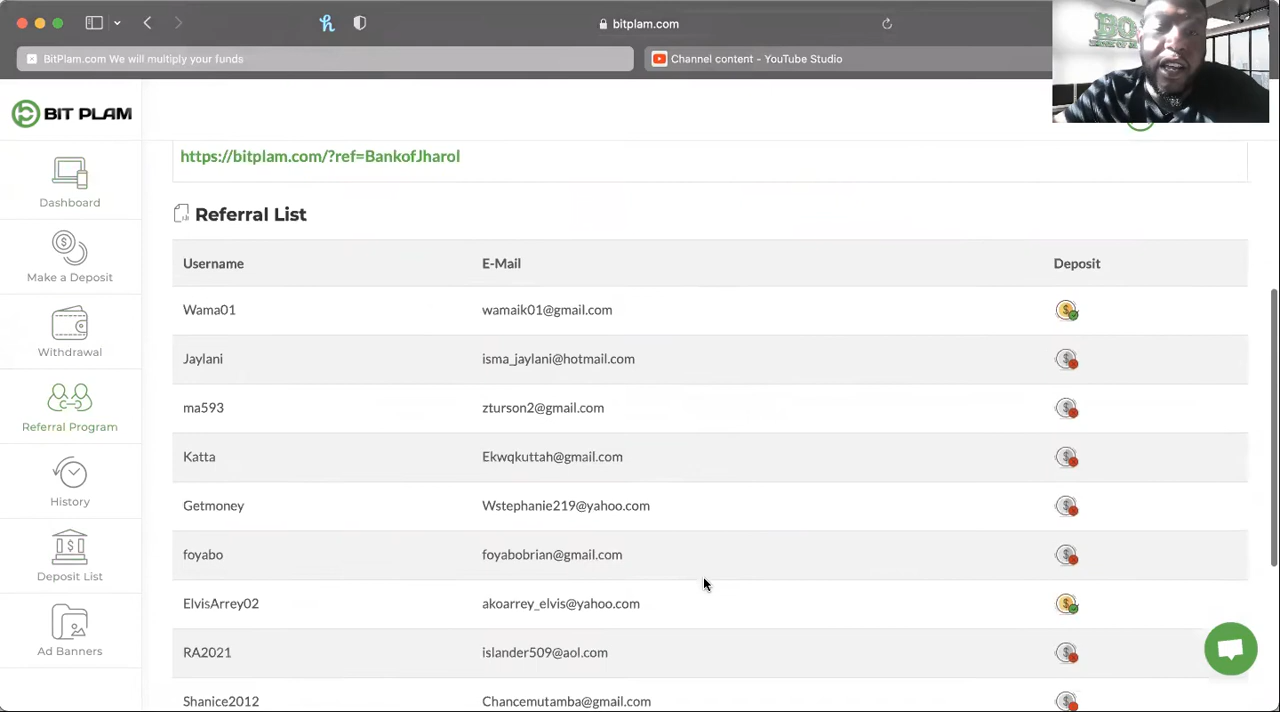 bitplam.com
BitPlam.com We will multiply your funds
Channel content - YouTube Studio
BIT PLAM
https://bitplam.com/?ref=BankofJharol
Dashboard
Make a Deposit
Withdrawal
Referral Program
History
Deposit List
Ad Banners
Referral List
Username E-Mail Deposit
Wama01 wamaik01@gmail.com
Jaylani isma_jaylani@hotmail.com
ma593 zturson2@gmail.com
Katta Ekwqkuttah@gmail.com
Getmoney Wstephanie219@yahoo.com
foyabo foyabobrian@gmail.com
ElvisArrey02 akoarrey_elvis@yahoo.com
RA2021 islander509@aol.com
Shanice2012 Chancemutamba@gmail.com